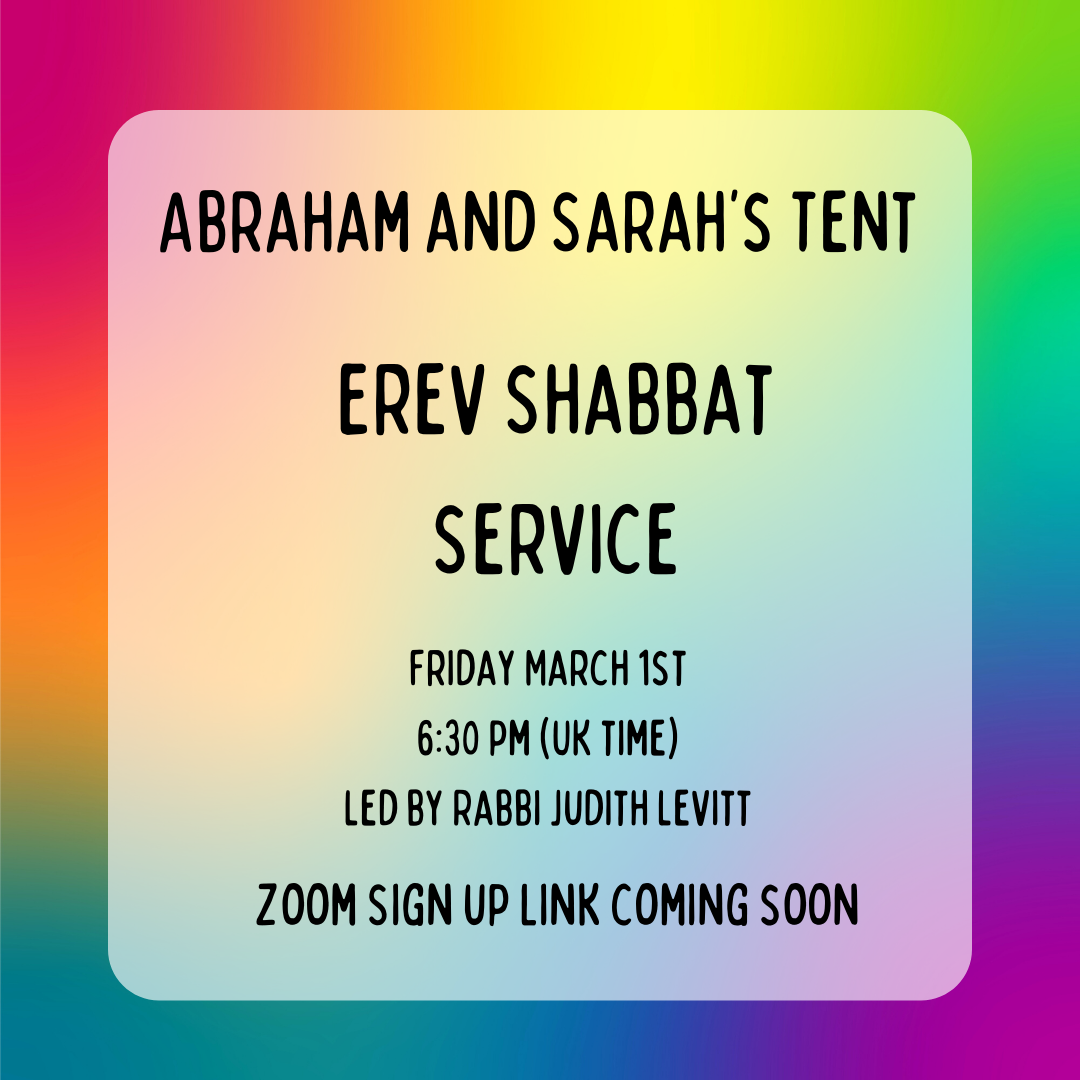 ABRAHAM AND SARAH'S TENT
EREV SHABBAT
SERVICE
FRIDAY MARCH 1ST
6:30 PM (UK TIME)
LED BY RABBI JUDITH LEVITT
ZOOM SIGN UP LINK COMING SOON